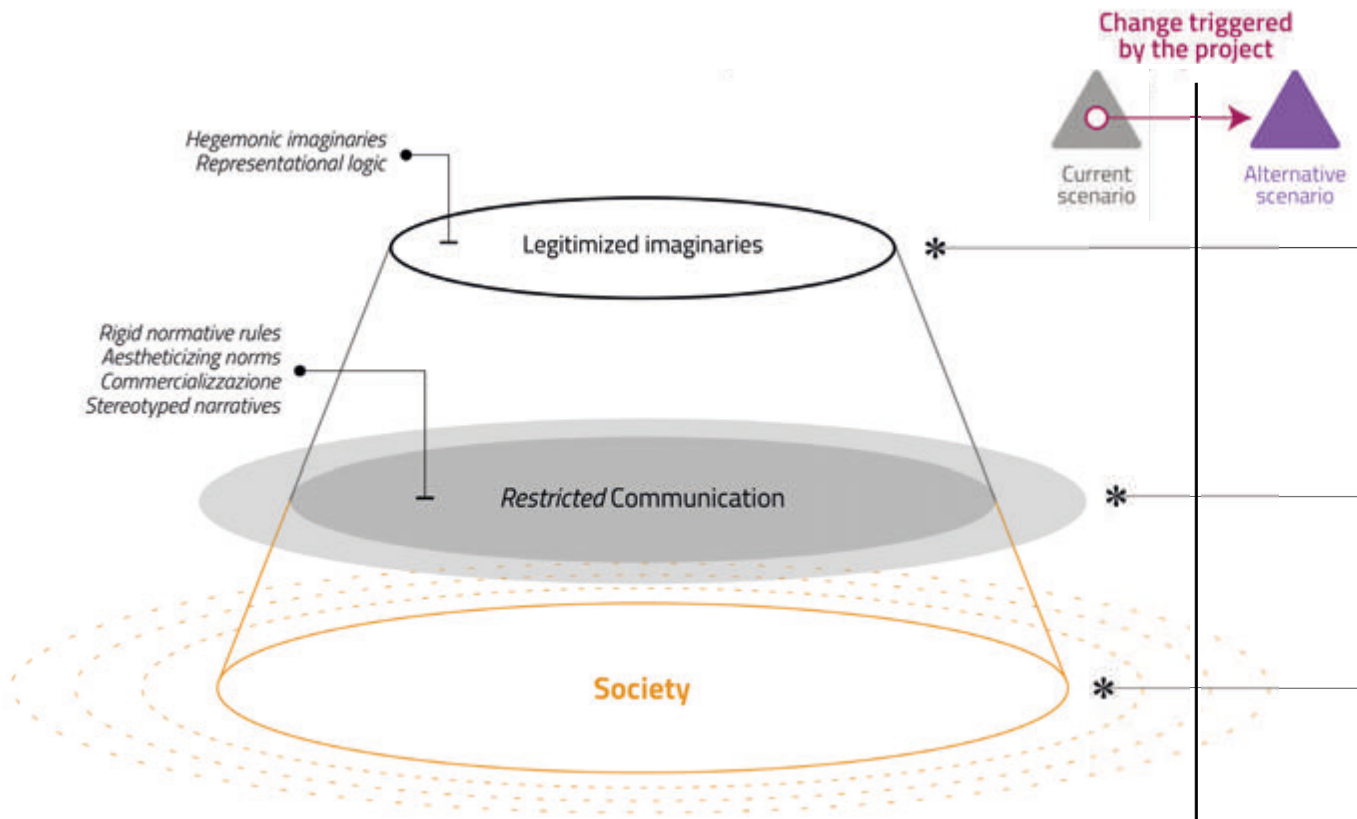 Change triggered
by the project
Current
scenario
Alternative
scenario
Hegemonic imaginaries
Representational logic
Legitimized imaginaries
*
Rigid normative rules
Aestheticizing norms
Commercializzazione
Stereotyped narratives
Restricted Communication
*
Society
*